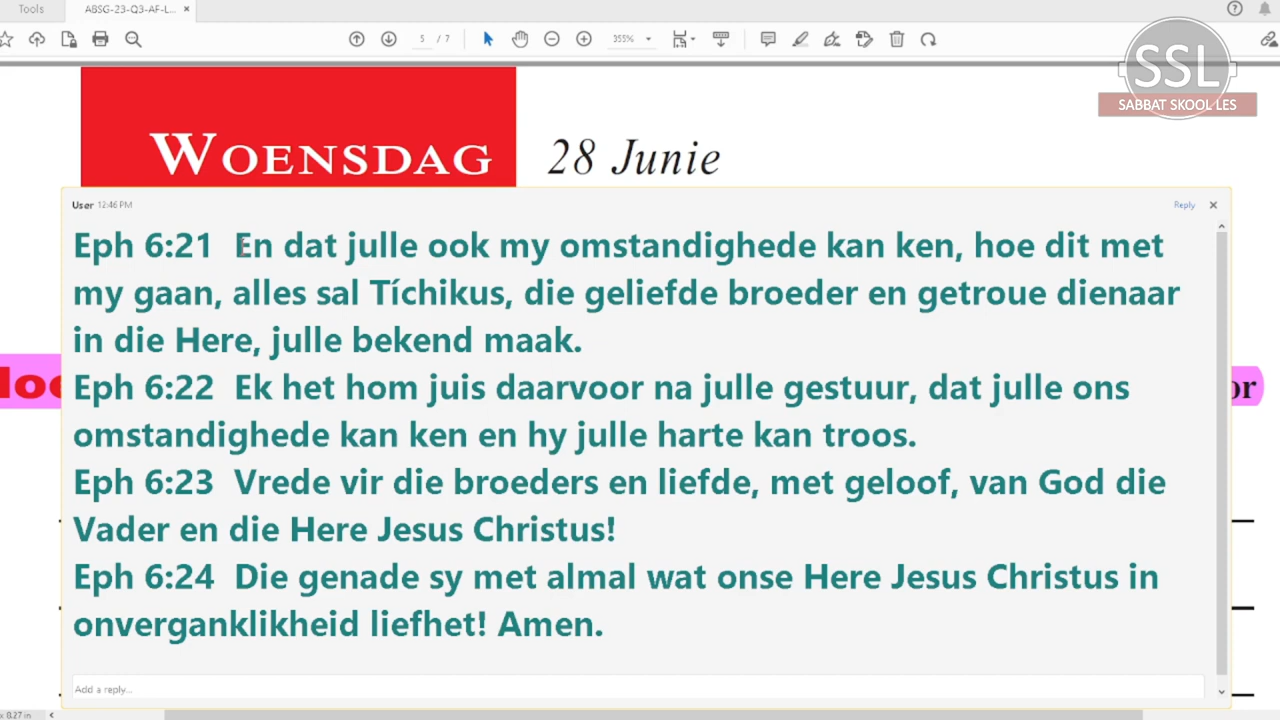 Tools
ABSG-23-Q3-AF-L... ×
5 / 7
355%
SSL
SABBAT SKOOL LES
WOENSDAG 28 Junie
User 12:46 PM
Reply
Eph 6:21 En dat julle ook my omstandighede kan ken, hoe dit met
my gaan, alles sal Tíchikus, die geliefde broeder en getroue dienaar
in die Here, julle bekend maak.
Eph 6:22 Ek het hom juis daarvoor na julle gestuur, dat julle ons
omstandighede kan ken en hy julle harte kan troos.
Eph 6:23 Vrede vir die broeders en liefde, met geloof, van God die
Vader en die Here Jesus Christus!
Eph 6:24 Die genade sy met almal wat onse Here Jesus Christus in
onverganklikheid liefhet! Amen.
Add a reply...
x 8.27 in